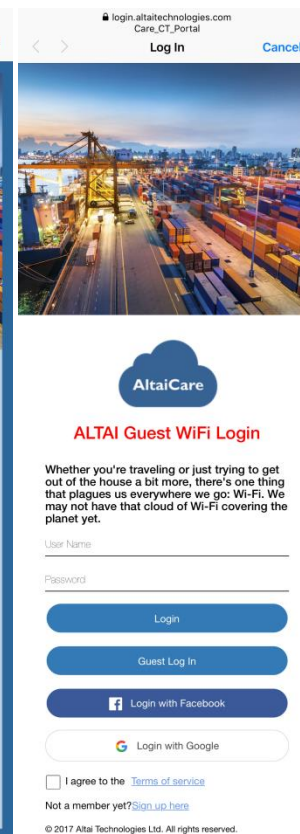 login.altaitechnologies.com
Care_CT_Portal
Log In
Cancel
AltaiCare
ALTAI Guest WiFi Login
Whether you're traveling or just trying to get
out of the house a bit more, there's one thing
that plagues us everywhere we go: Wi-Fi. We
may not have that cloud of Wi-Fi covering the
planet yet.
User Name
Password
Login
Guest Log In
Login with Facebook
Login with Google
I agree to the Terms of service
Not a member yet?Sign up here
© 2017 Altai Technologies Ltd. All rights reserved.